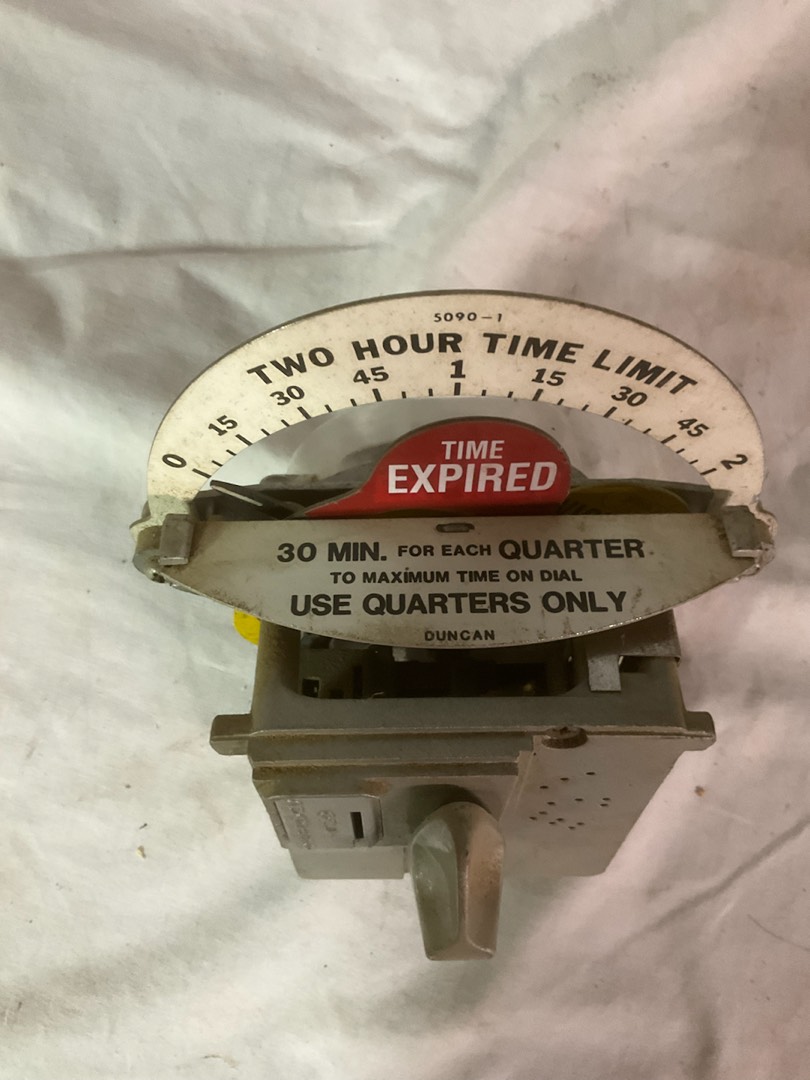 5090-1
TWO HOUR TIME LIMIT
0 15 30 45 1 15 30 45 2
TIME
EXPIRED
30 MIN. FOR EACH QUARTER
TO MAXIMUM TIME ON DIAL
USE QUARTERS ONLY
DUNCAN